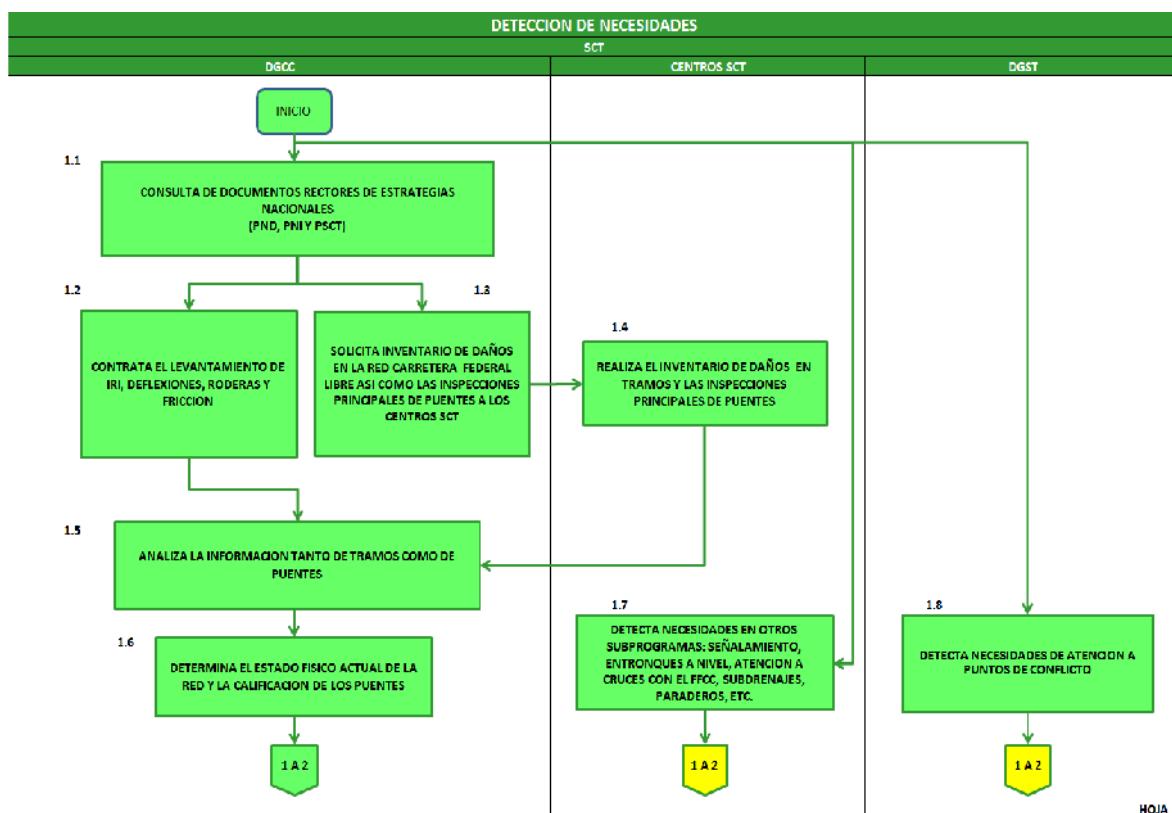 DETECCION DE NECESIDADES
SCT
DGCC
CENTROS SCT
DGST
INICIO
1.1
CONSULTA DE DOCUMENTOS RECTORES DE ESTRATEGIAS
NACIONALES
(PND, PNI Y PSCT)
1.2
CONTRATA EL LEVANTAMIENTO DE
IRI, DEFLEXIONES, RODERAS Y
FRICCION
1.3
SOLICITA INVENTARIO DE DAÑOS
EN LA RED CARRETERA FEDERAL
LIBRE ASI COMO LAS INSPECCIONES
PRINCIPALES DE PUENTES A LOS
CENTROS SCT
1.4
REALIZA EL INVENTARIO DE DAÑOS EN
TRAMOS Y LAS INSPECCIONES
PRINCIPALES DE PUENTES
1.5
ANALIZA LA INFORMACION TANTO DE TRAMOS COMO DE
PUENTES
1.6
DETERMINA EL ESTADO FISICO ACTUAL DE LA
RED Y LA CALIFICACION DE LOS PUENTES
1.7
DETECTA NECESIDADES EN OTROS
SUBPROGRAMAS: SEÑALAMIENTO,
ENTRONQUES A NIVEL, ATENCION A
CRUCES CON EL FFCC, SUBDRENAJES,
PARADEROS, ETC.
1.8
DETECTA NECESIDADES DE ATENCION A
PUNTOS DE CONFLICTO
1 A 2
1 A 2
1 A 2
HOJA